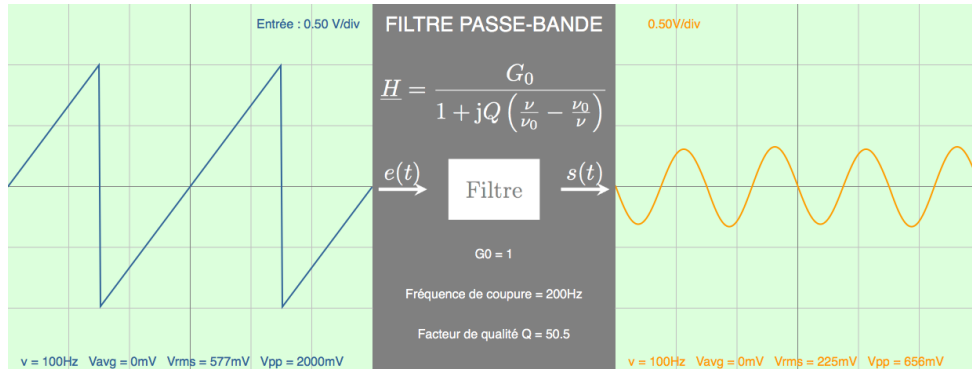 Entrée : 0.50 V/div
FILTRE PASSE-BANDE
0.50V/div
H = G₀ / (1 + jQ (ν/ν₀ − ν₀/ν))
e(t)
Filtre
s(t)
G0 = 1
Fréquence de coupure = 200Hz
Facteur de qualité Q = 50.5
v = 100Hz Vavg = 0mV Vrms = 577mV Vpp = 2000mV
v = 100Hz Vavg = 0mV Vrms = 225mV Vpp = 656mV